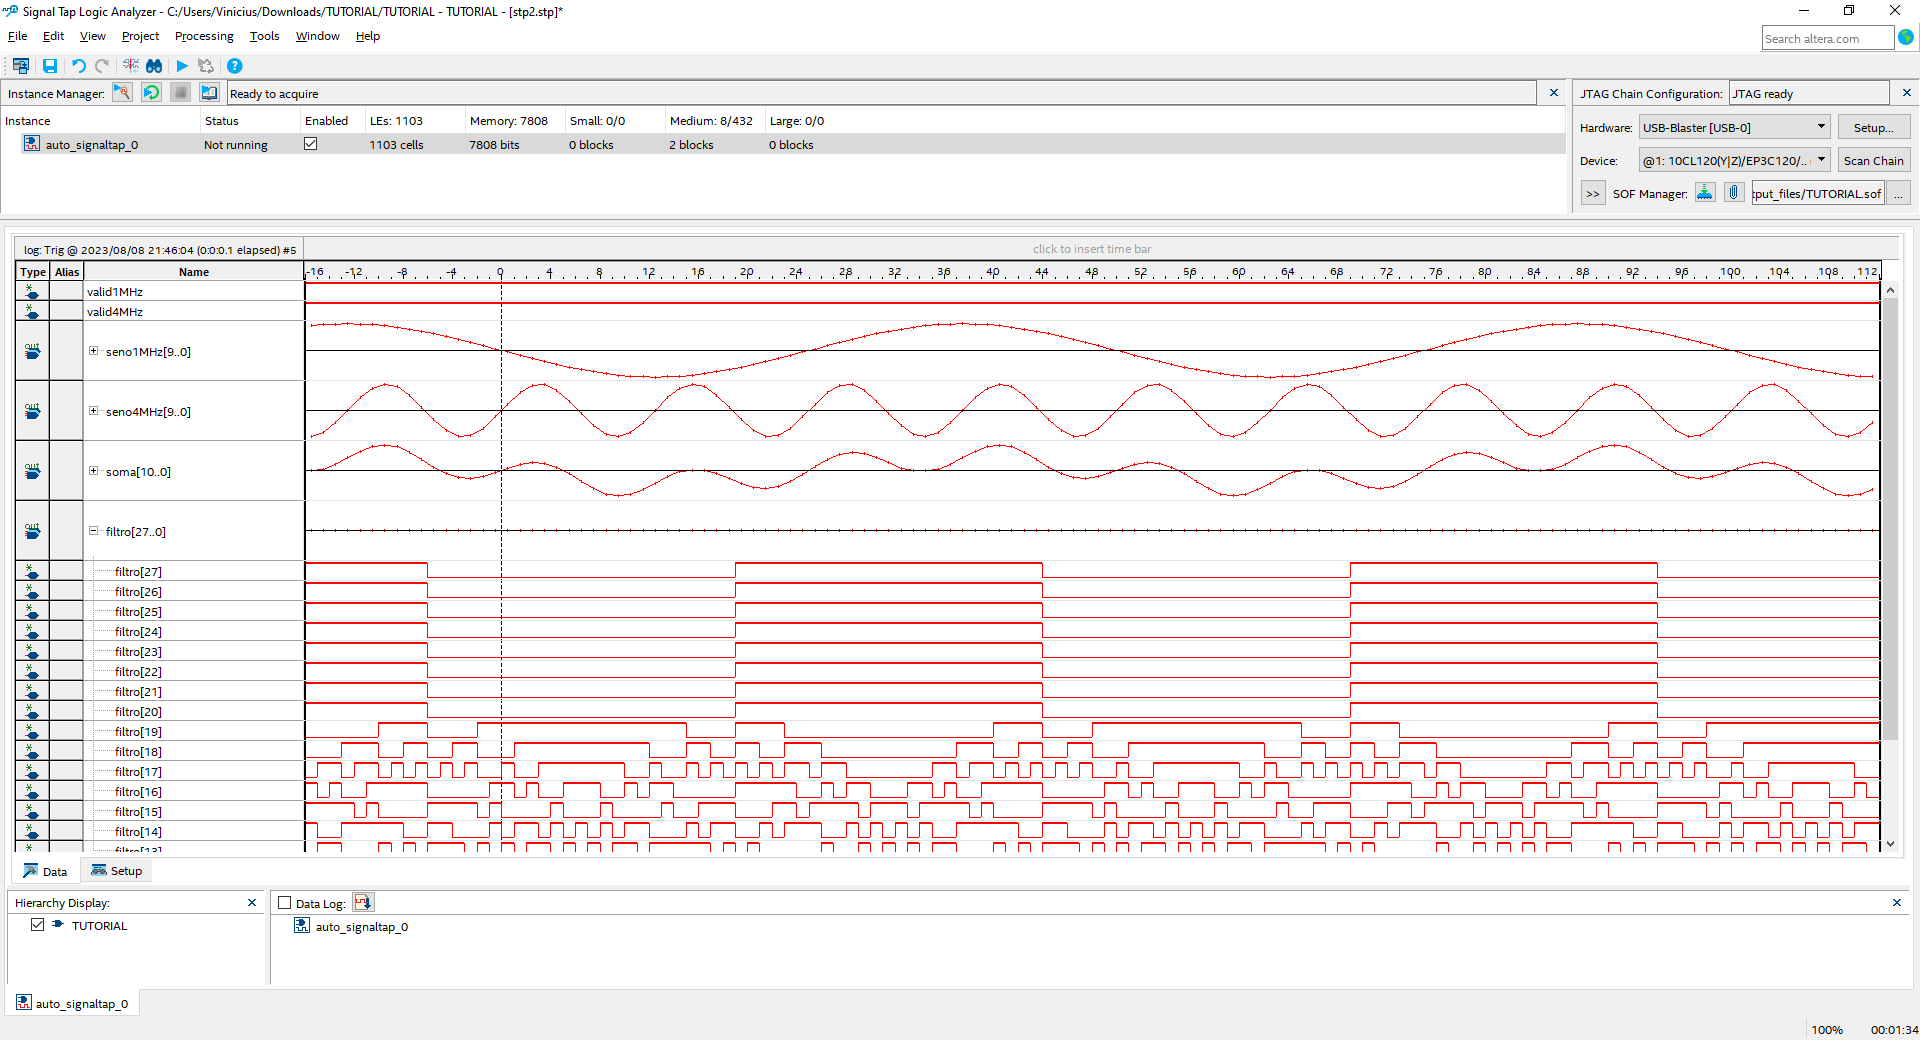 Signal Tap Logic Analyzer - C:/Users/Vinicius/Downloads/TUTORIAL/TUTORIAL - TUTORIAL - [stp2.stp]*
File Edit View Project Processing Tools Window Help
Search altera.com
Instance Manager: Ready to acquire
JTAG Chain Configuration: JTAG ready
Instance Status Enabled LEs: 1103 Memory: 7808 Small: 0/0 Medium: 8/432 Large: 0/0
auto_signaltap_0 Not running 1103 cells 7808 bits 0 blocks 2 blocks 0 blocks
Hardware: USB-Blaster [USB-0] Setup...
Device: @1: 10CL120(Y|Z)/EP3C120/.. Scan Chain
>> SOF Manager: tput_files/TUTORIAL.sof ...
log: Trig @ 2023/08/08 21:46:04 (0:0:0.1 elapsed) #5
click to insert time bar
Type Alias Name
-16 -12 -8 -4 0 4 8 12 16 20 24 28 32 36 40 44 48 52 56 60 64 68 72 76 80 84 88 92 96 100 104 108 112
valid1MHz
valid4MHz
seno1MHz[9..0]
seno4MHz[9..0]
soma[10..0]
filtro[27..0]
filtro[27]
filtro[26]
filtro[25]
filtro[24]
filtro[23]
filtro[22]
filtro[21]
filtro[20]
filtro[19]
filtro[18]
filtro[17]
filtro[16]
filtro[15]
filtro[14]
filtro[13]
Data Setup
Hierarchy Display:
TUTORIAL
Data Log:
auto_signaltap_0
auto_signaltap_0
100% 00:01:34